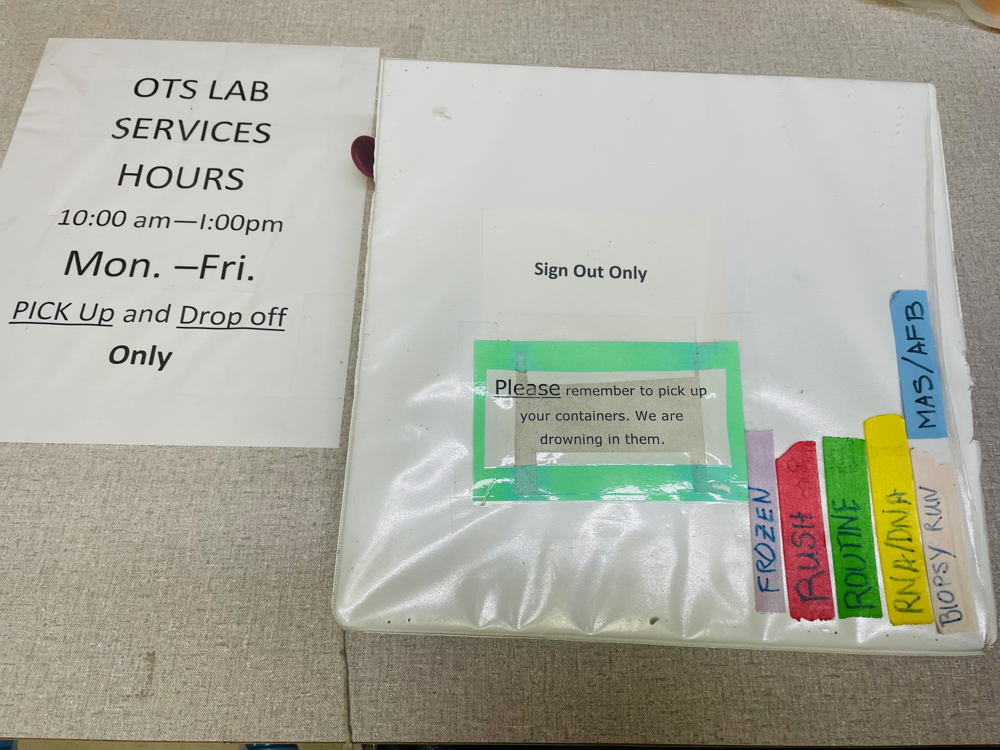 OTS LAB
SERVICES
HOURS
10:00 am—1:00pm
Mon. –Fri.
PICK Up and Drop off
Only
Sign Out Only
Please remember to pick up
your containers. We are
drowning in them.
FROZEN
RUSH
ROUTINE
RNA/DNA
BIOPSY RUN
MAS/AFB